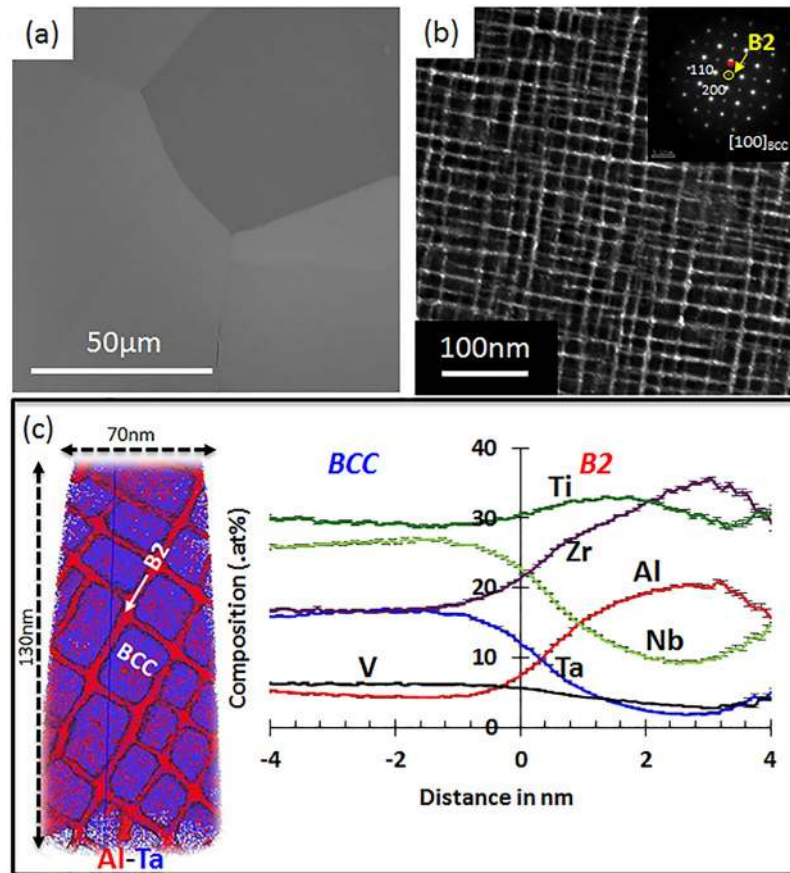 (a)
50µm
(b)
B2
110
200
[100]BCC
100nm
(c)
70nm
130nm
B2
BCC
Al-Ta
BCC
B2
40
30
20
10
0
Composition (.at%)
Ti
Zr
Al
Nb
V
Ta
-4
-2
0
2
4
Distance in nm